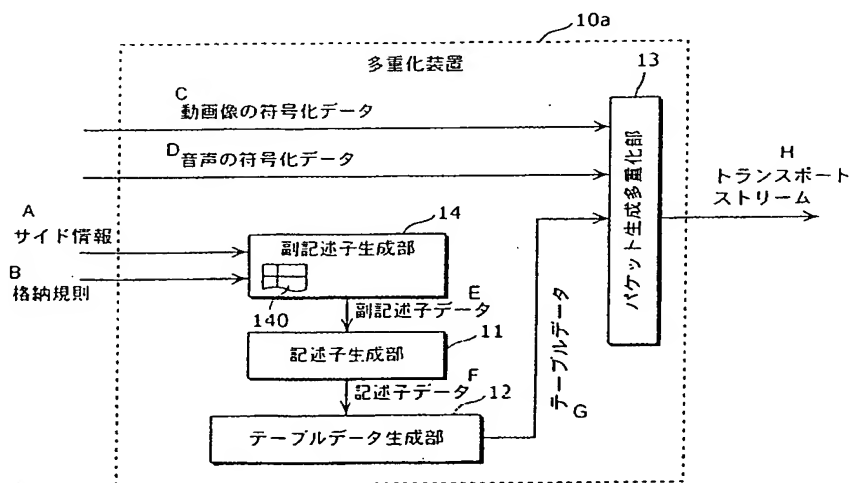 10a
多重化装置
13
C
動画像の符号化データ
D
音声の符号化データ
H
トランスポート
ストリーム
パケット生成多重化部
A
サイド情報
14
副記述子生成部
B
格納規則
140
E
副記述子データ
11
記述子生成部
F
記述子データ
12
テーブルデータ
G
テーブルデータ生成部